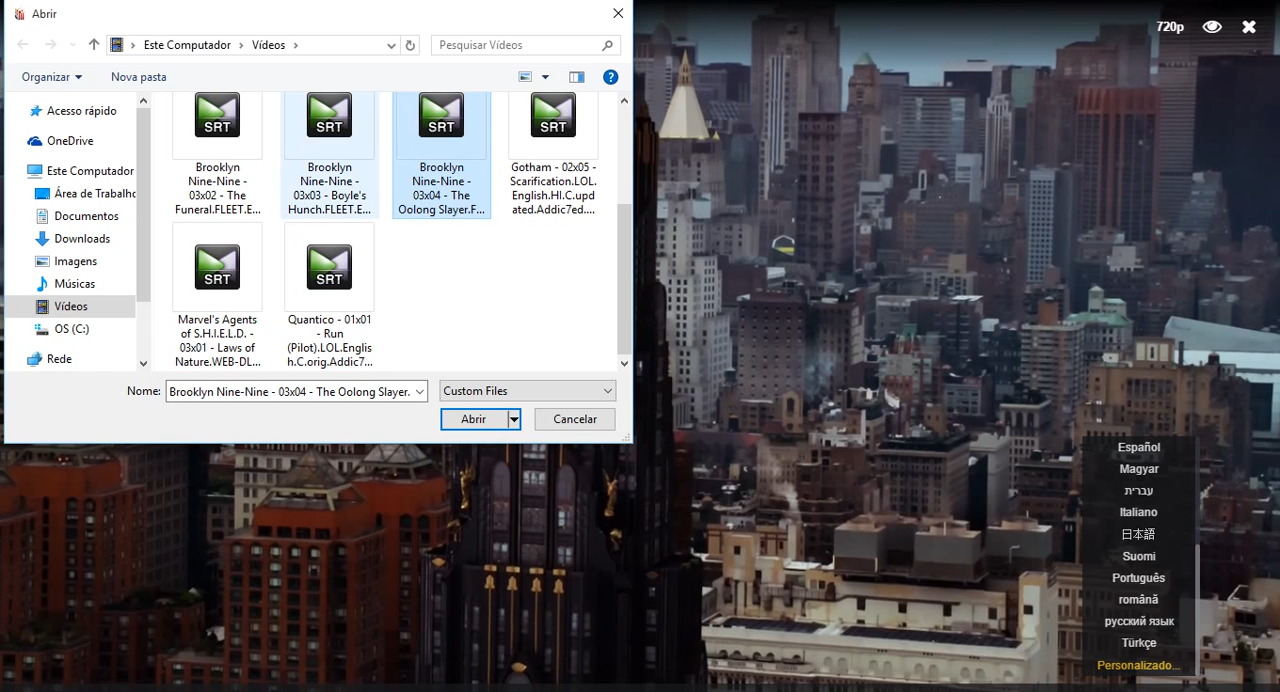 Abrir
Este Computador
Vídeos
Pesquisar Vídeos
Organizar
Nova pasta
Acesso rápido
OneDrive
Este Computador
Área de Trabalho
Documentos
Downloads
Imagens
Músicas
Vídeos
OS (C:)
Rede
SRT
Brooklyn
Nine-Nine -
03x02 - The
Funeral.FLEET.E...
SRT
Brooklyn
Nine-Nine -
03x03 - Boyle's
Hunch.FLEET.E...
SRT
Brooklyn
Nine-Nine -
03x04 - The
Oolong Slayer.F...
SRT
Gotham - 02x05 -
Scarification.LOL.
English.HI.C.upd
ated.Addic7ed....
SRT
Marvel's Agents
of S.H.I.E.L.D. -
03x01 - Laws of
Nature.WEB-DL...
SRT
Quantico - 01x01
- Run
(Pilot).LOL.Englis
h.C.orig.Addic7...
Nome:
Brooklyn Nine-Nine - 03x04 - The Oolong Slayer.
Custom Files
Abrir
Cancelar
720p
Español
Magyar
עברית
Italiano
日本語
Suomi
Português
română
русский язык
Türkçe
Personalizado...